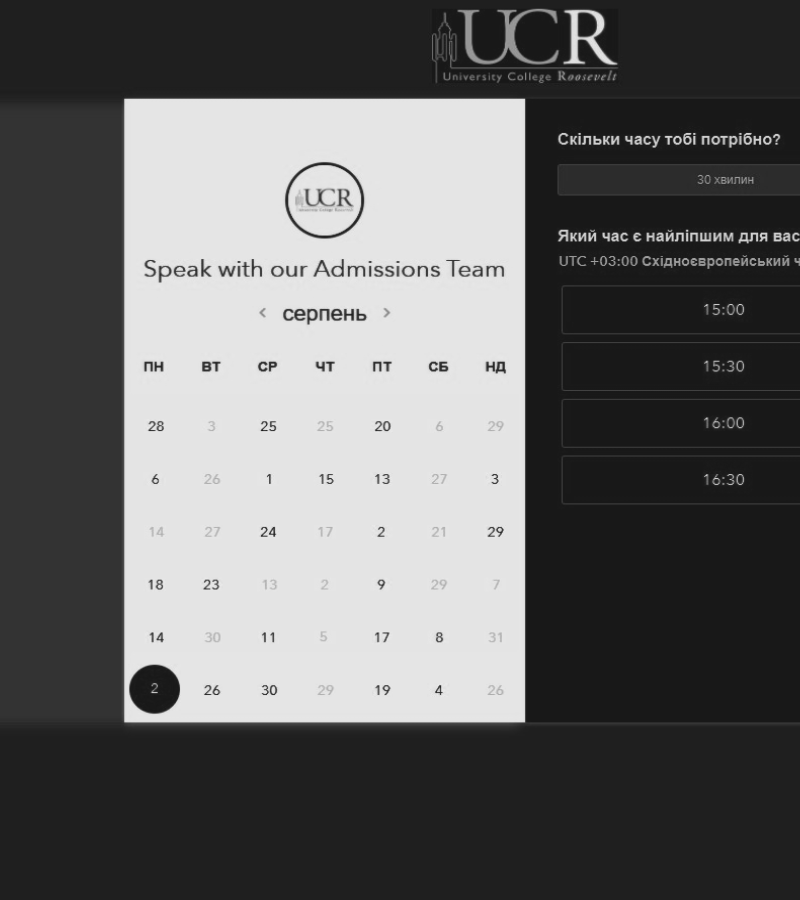 UCR
University College Roosevelt
UCR
University College Roosevelt
Speak with our Admissions Team
< серпень >
ПН ВТ СР ЧТ ПТ СБ НД
28 3 25 25 20 6 29
6 26 1 15 13 27 3
14 27 24 17 2 21 29
18 23 13 2 9 29 7
14 30 11 5 17 8 31
2 26 30 29 19 4 26
Скільки часу тобі потрібно?
30 хвилин
Який час є найліпшим для вас
UTC +03:00 Східноєвропейський ч
15:00
15:30
16:00
16:30